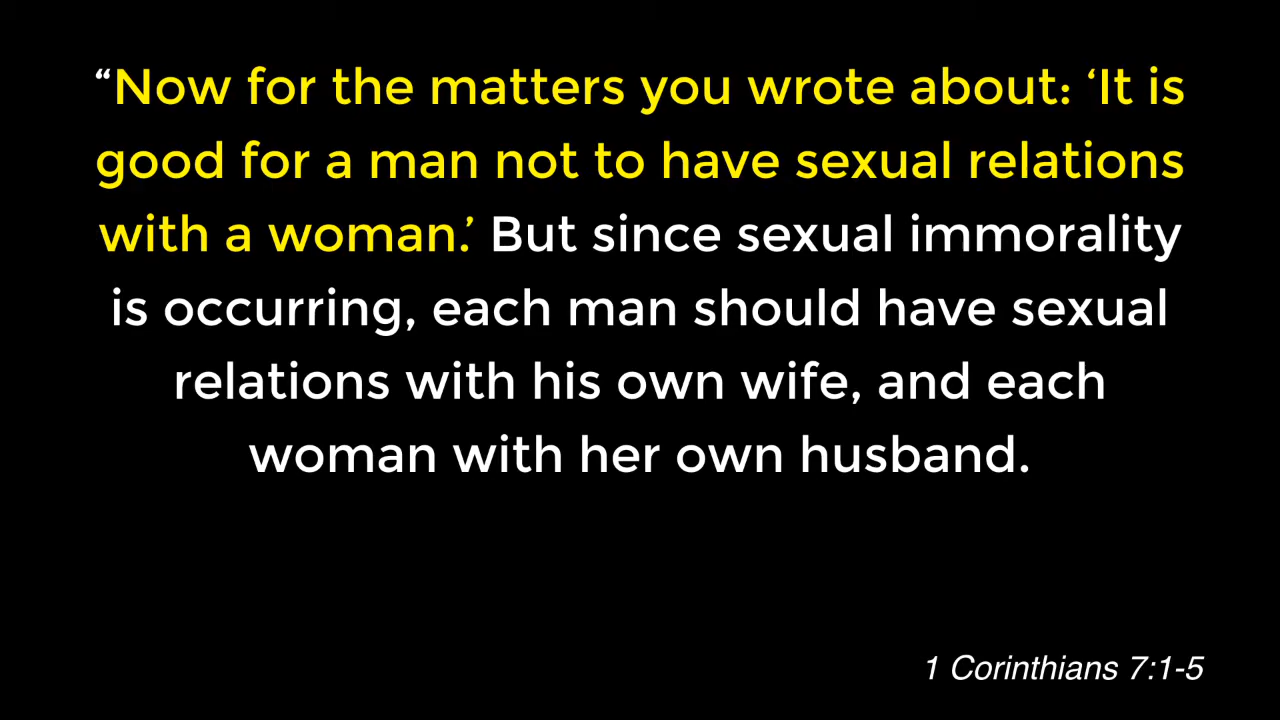 “Now for the matters you wrote about: ‘It is
good for a man not to have sexual relations
with a woman.’ But since sexual immorality
is occurring, each man should have sexual
relations with his own wife, and each
woman with her own husband.
1 Corinthians 7:1-5